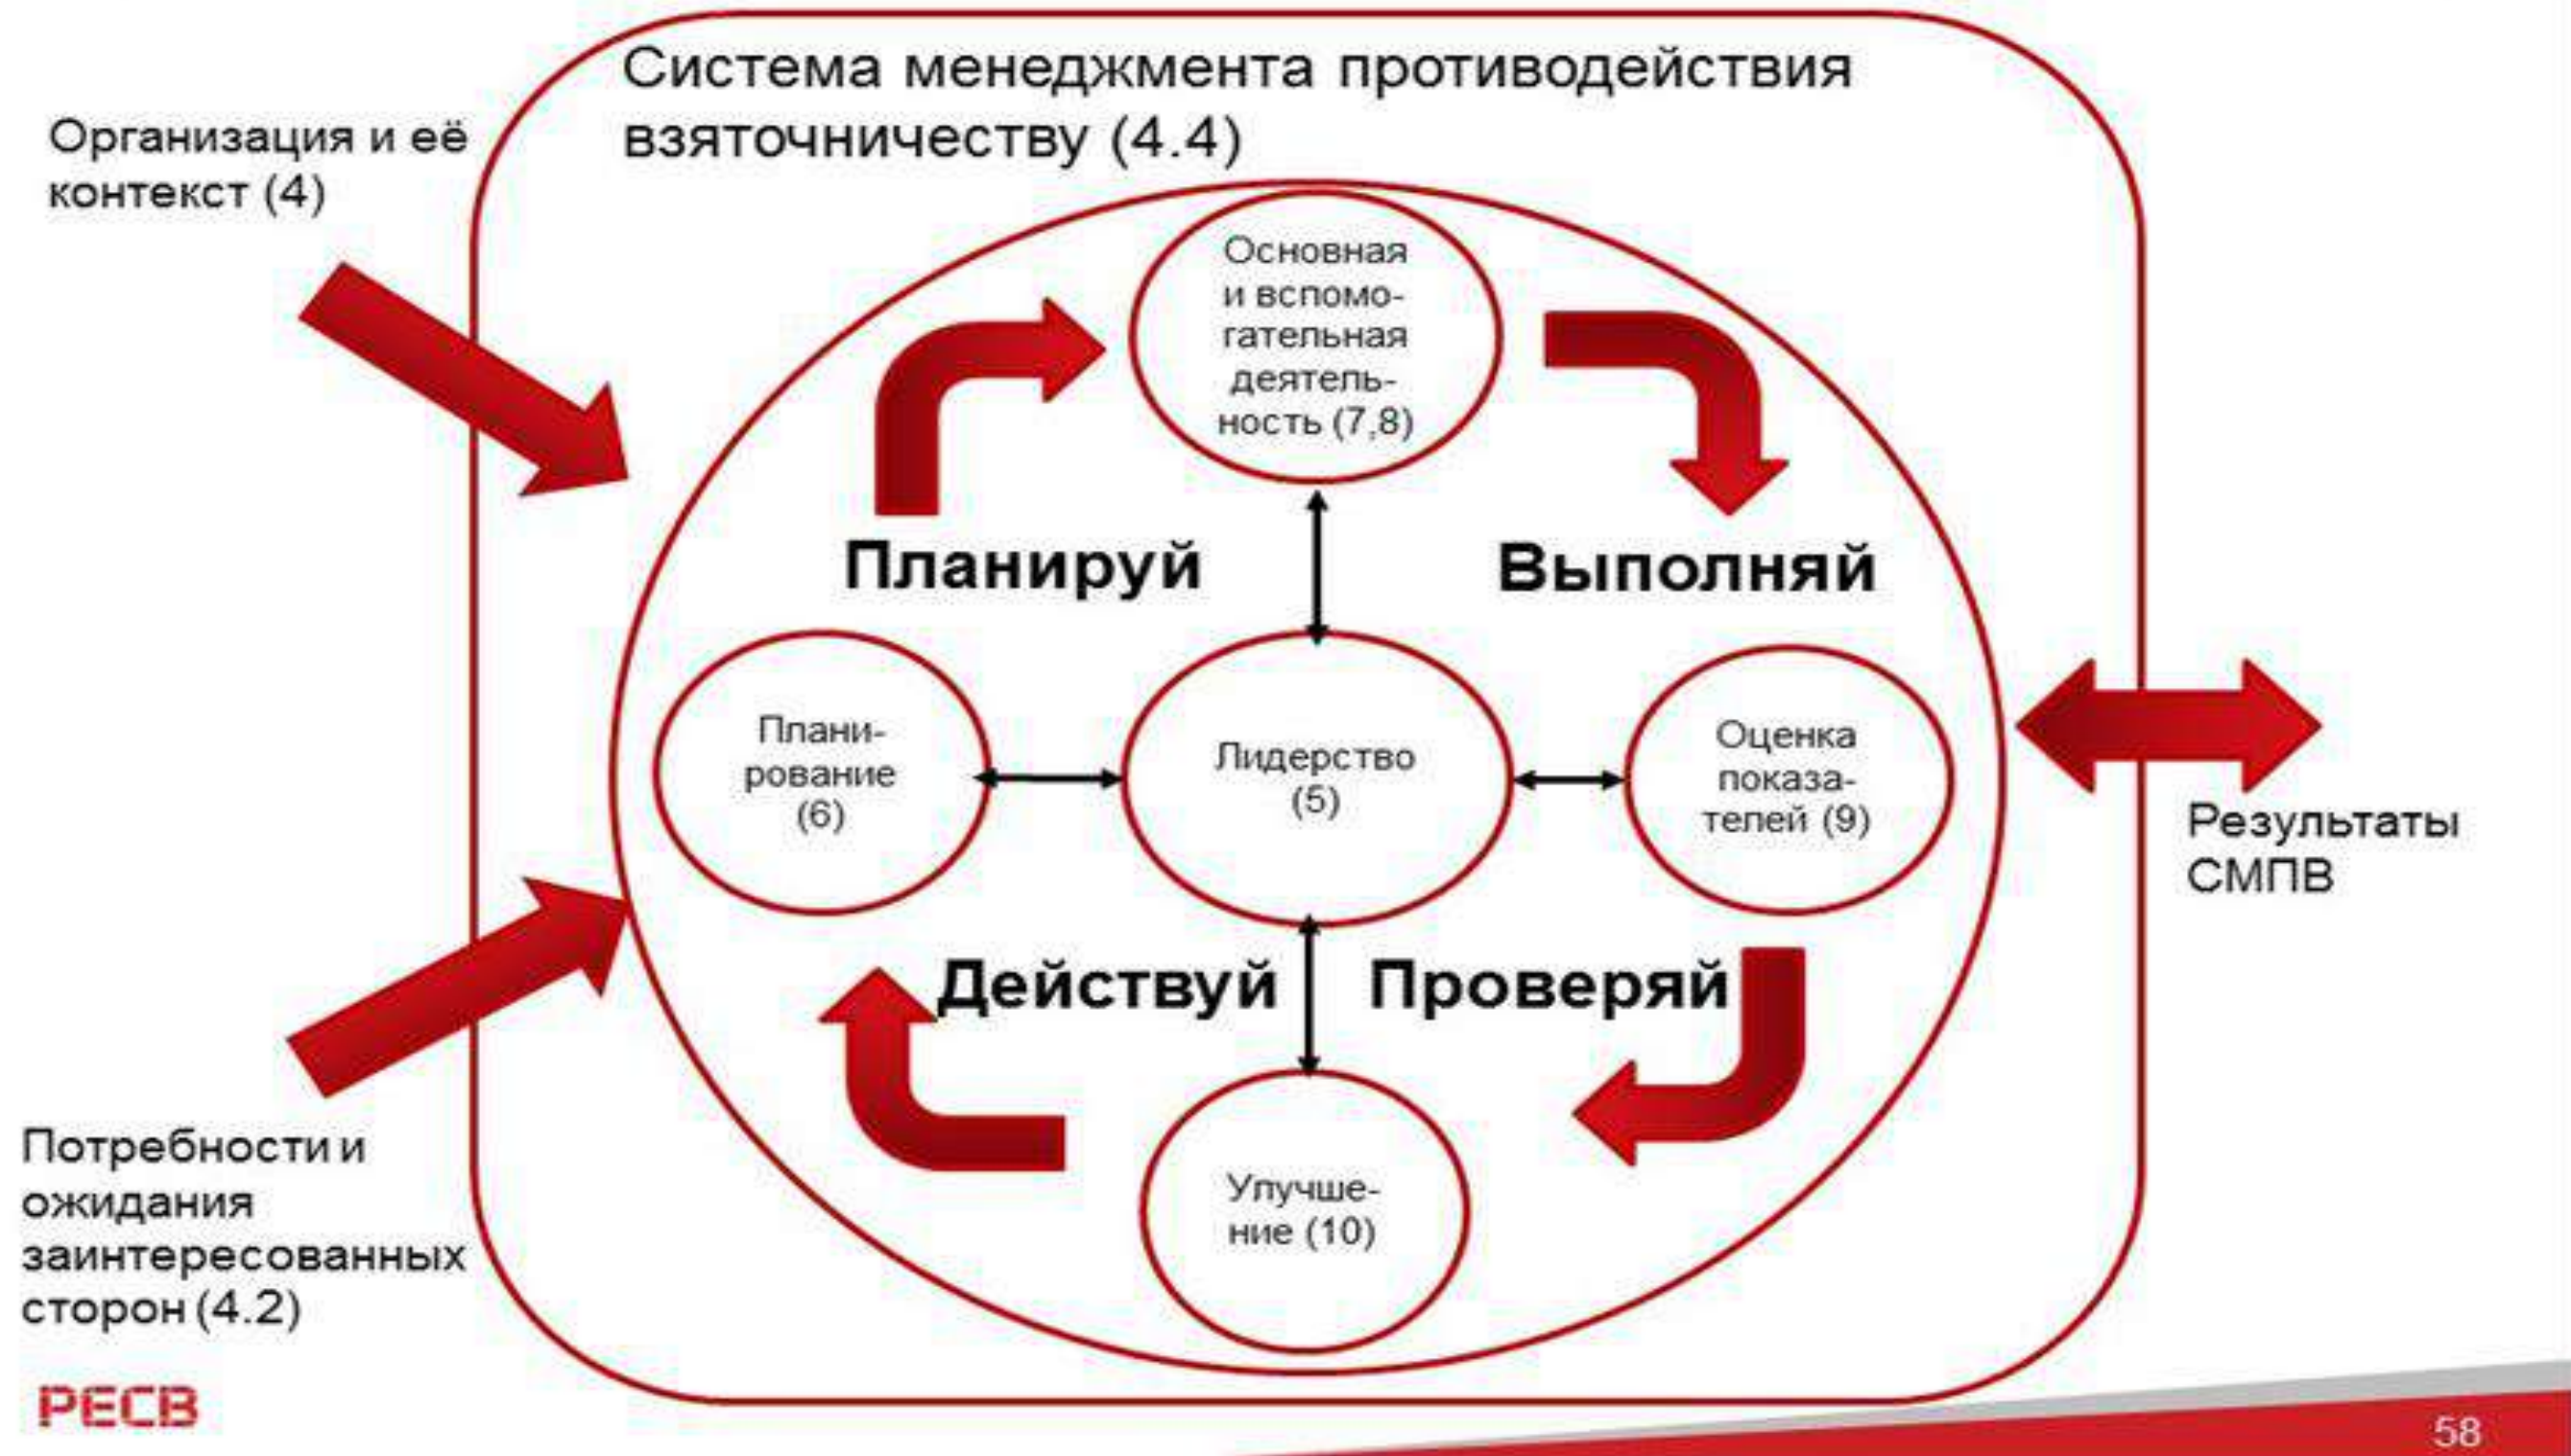 Система менеджмента противодействия
взяточничеству (4.4)
Организация и её
контекст (4)
Основная
и вспомо-
гательная
деятель-
ность (7,8)
Планируй
Выполняй
Плани-
рование
(6)
Лидерство
(5)
Оценка
показа-
телей (9)
Результаты
СМПВ
Действуй
Проверяй
Улучше-
ние (10)
Потребности и
ожидания
заинтересованных
сторон (4.2)
PECB
58